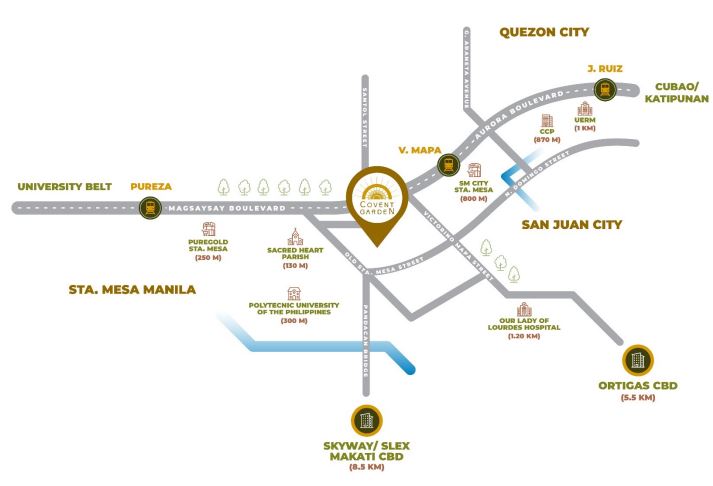 QUEZON CITY
G. ARANETA AVENUE
J. RUIZ
CUBAO/
KATIPUNAN
SANTOL STREET
AURORA BOULEVARD
UERM
(1 KM)
CCP
(870 M)
V. MAPA
SM CITY
STA. MESA
(800 M)
N. DOMINGO STREET
UNIVERSITY BELT
PUREZA
MAGSAYSAY BOULEVARD
COVENT
GARDEN
VICTORINO MAPA STREET
SAN JUAN CITY
PUREGOLD
STA. MESA
(250 M)
SACRED HEART
PARISH
(130 M)
OLD STA. MESA STREET
STA. MESA MANILA
POLYTECNIC UNIVERSITY
OF THE PHILIPPINES
(300 M)
PANDACAN BRIDGE
OUR LADY OF
LOURDES HOSPITAL
(1.20 KM)
ORTIGAS CBD
(5.5 KM)
SKYWAY/ SLEX
MAKATI CBD
(8.5 KM)